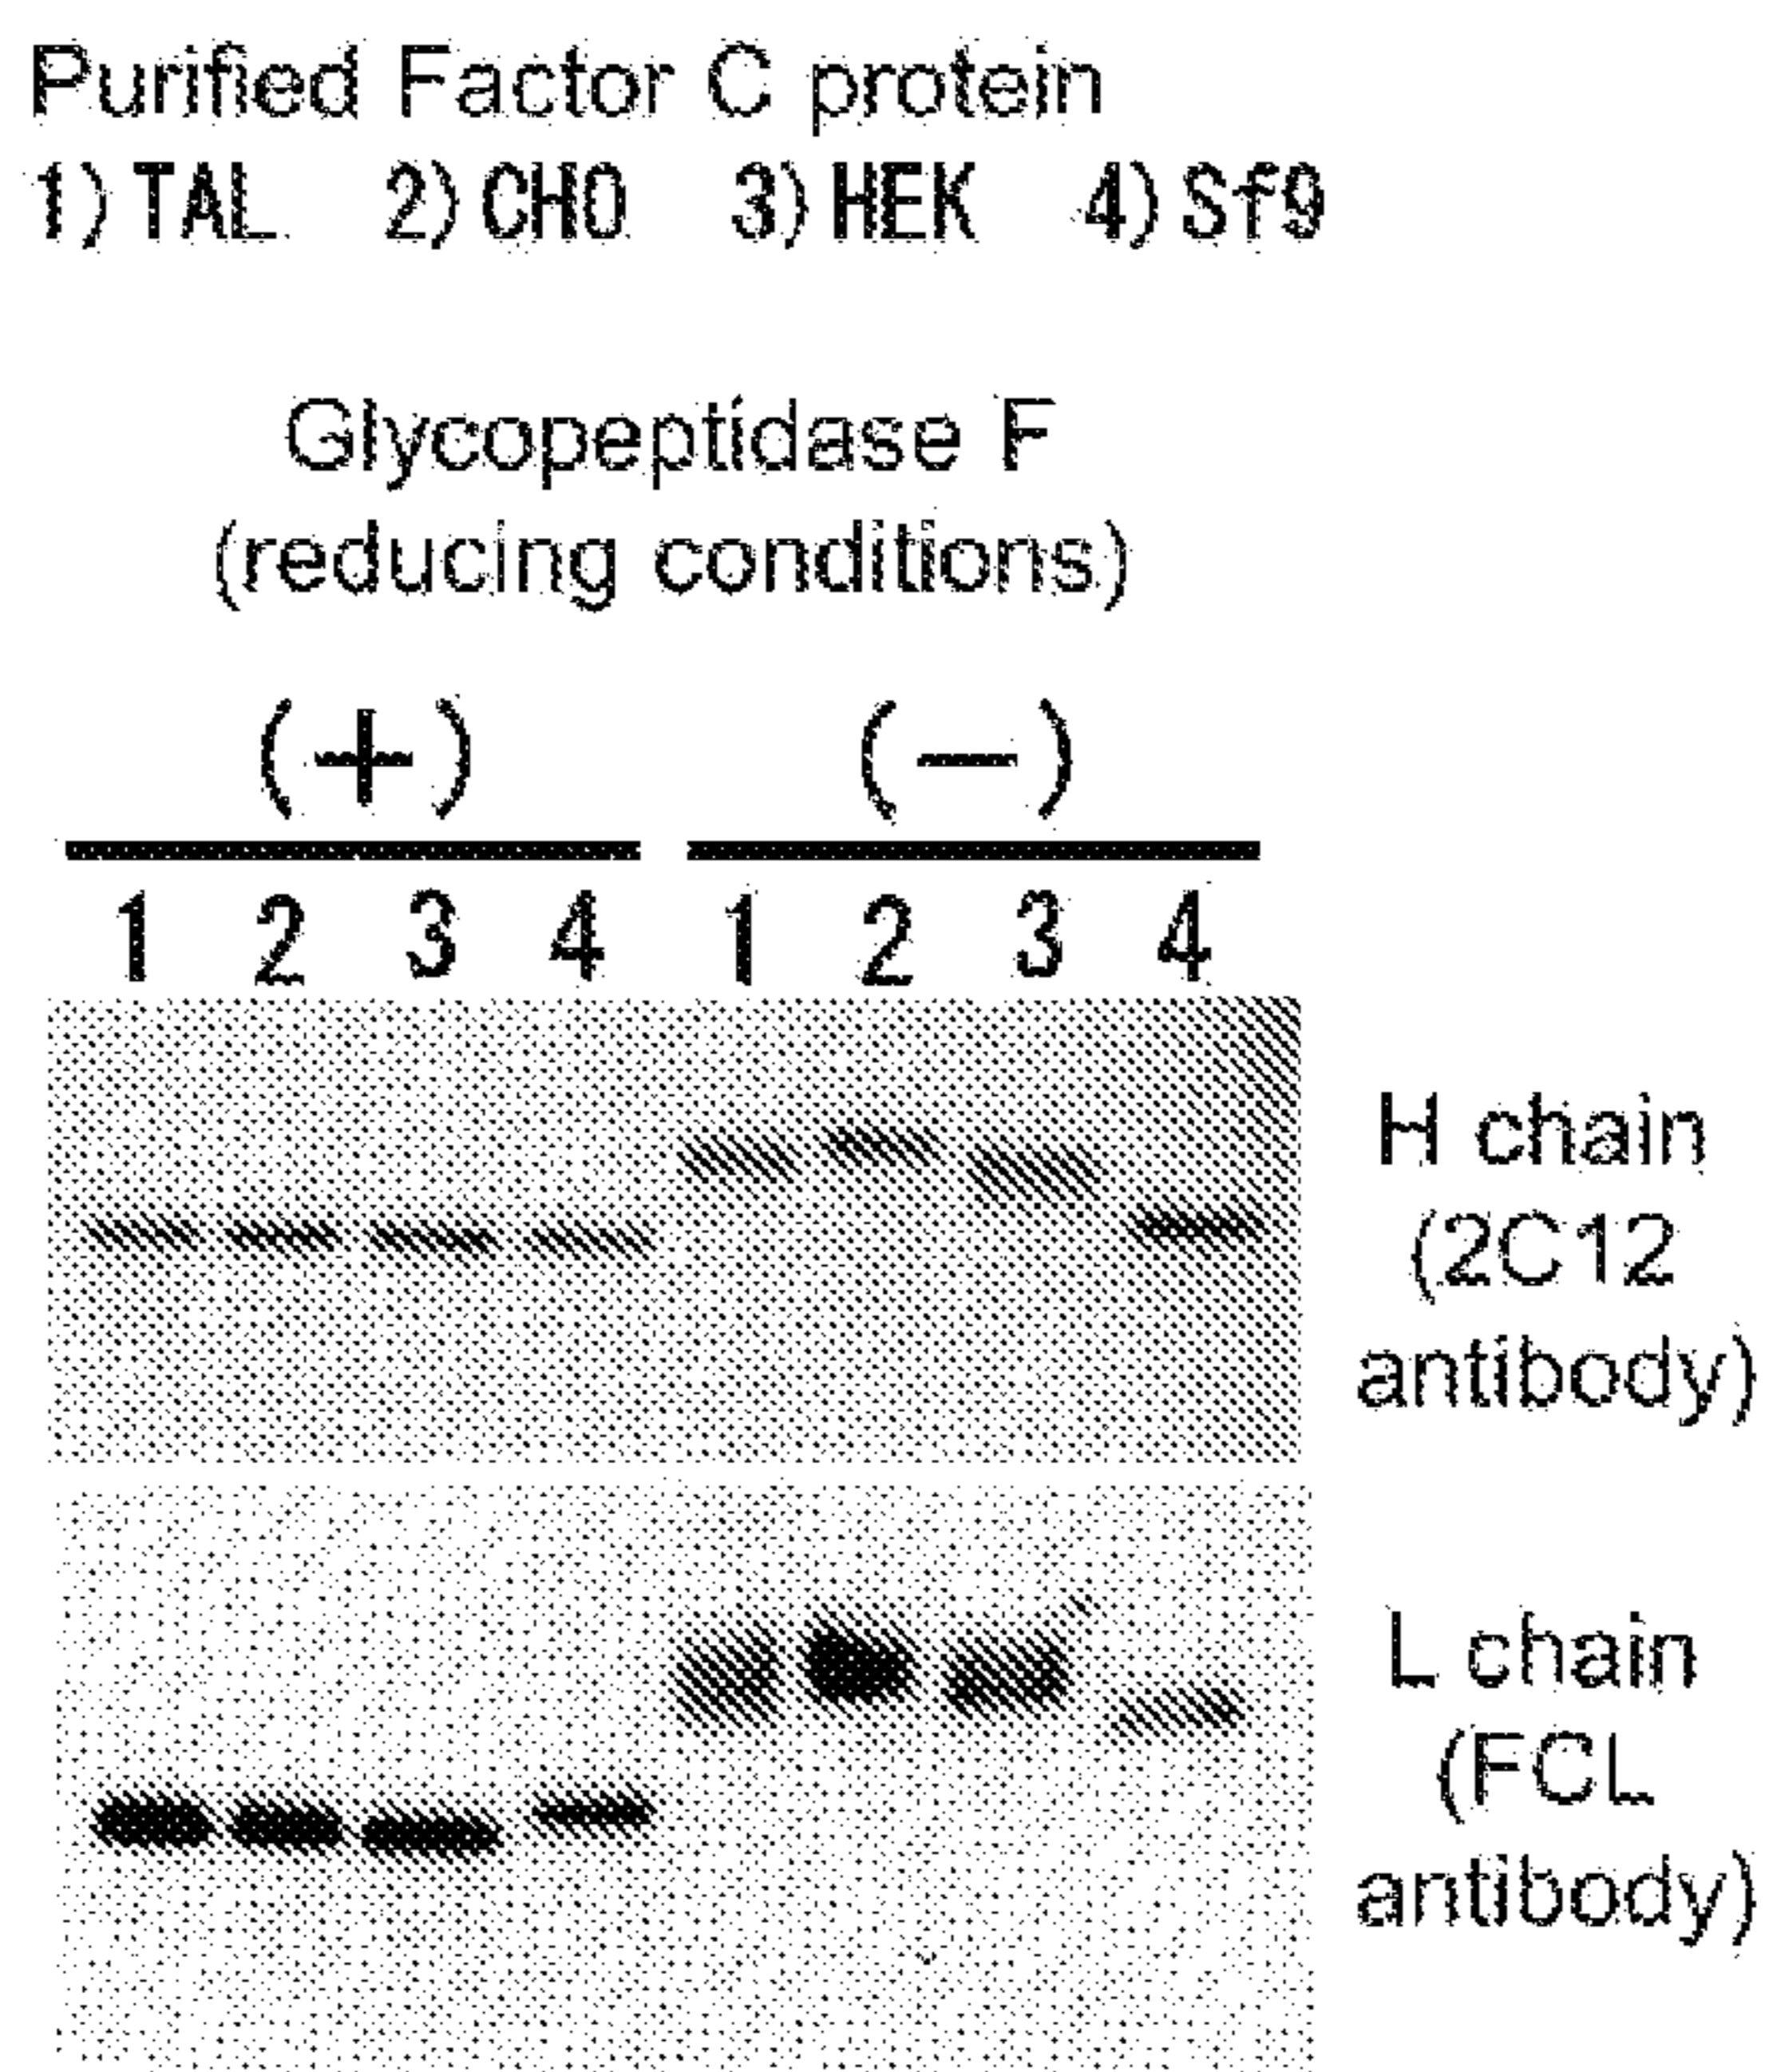 Purified Factor C protein
1) TAL 2) CHO 3) HEK 4) Sf9
Glycopeptidase F
(reducing conditions)
(+) (−)
1 2 3 4 1 2 3 4
H chain
(2C12
antibody)
L chain
(FCL
antibody)